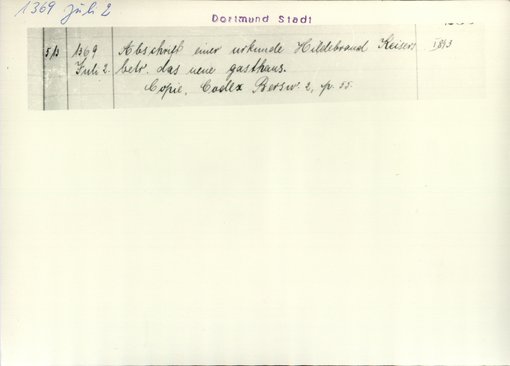 1369 Juli 2
Dortmund Stadt
1369 Abschrift einer urkunde Hildebrand Keisers
Juli 2. betr. das neue gasthaus.
Copie, Codex Bersw. 2, p. 55.